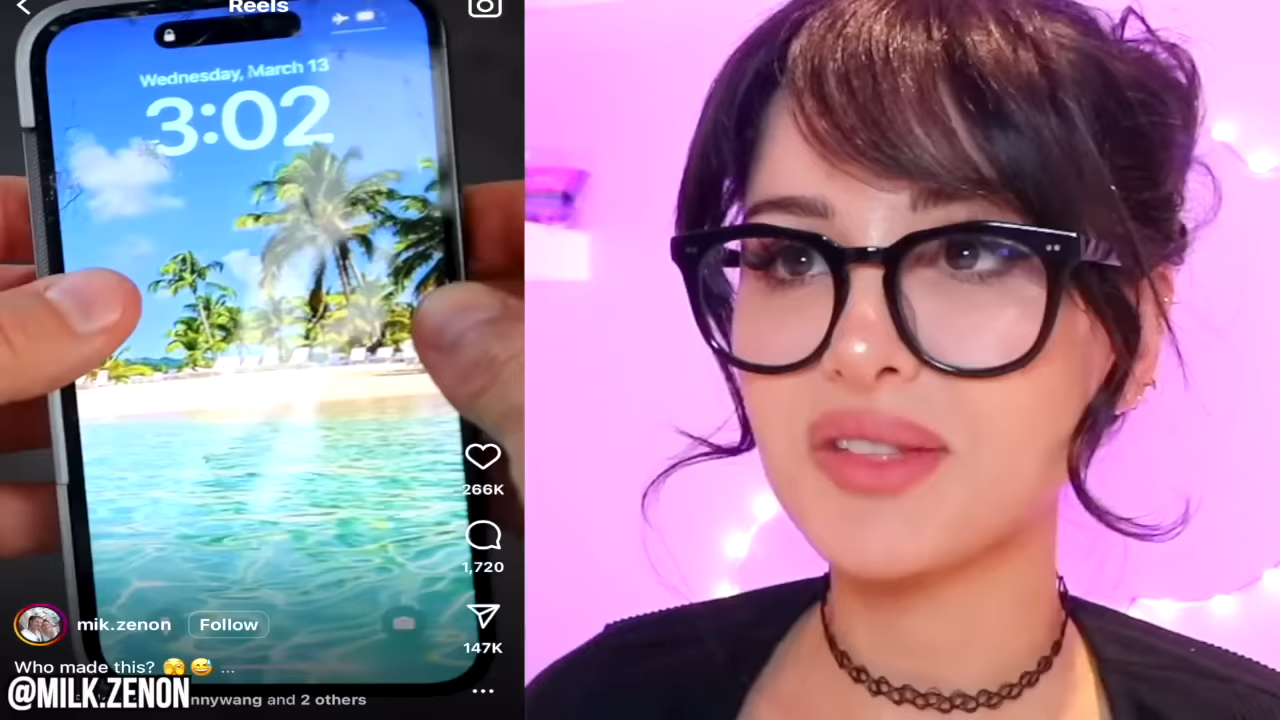 Reels
Wednesday, March 13
3:02
266K
1,720
147K
mik.zenon
Follow
Who made this? 🫣 😅 ...
@MILK.ZENON
nnywang and 2 others